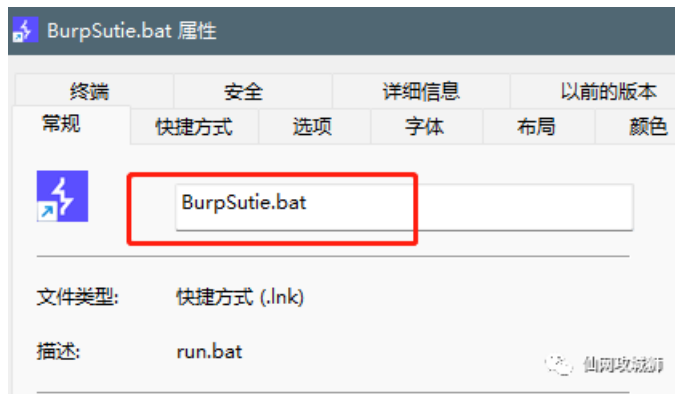 BurpSutie.bat 属性
终端 安全 详细信息 以前的版本
常规 快捷方式 选项 字体 布局 颜色
BurpSutie.bat
文件类型: 快捷方式 (.lnk)
描述: run.bat
仙网攻城狮